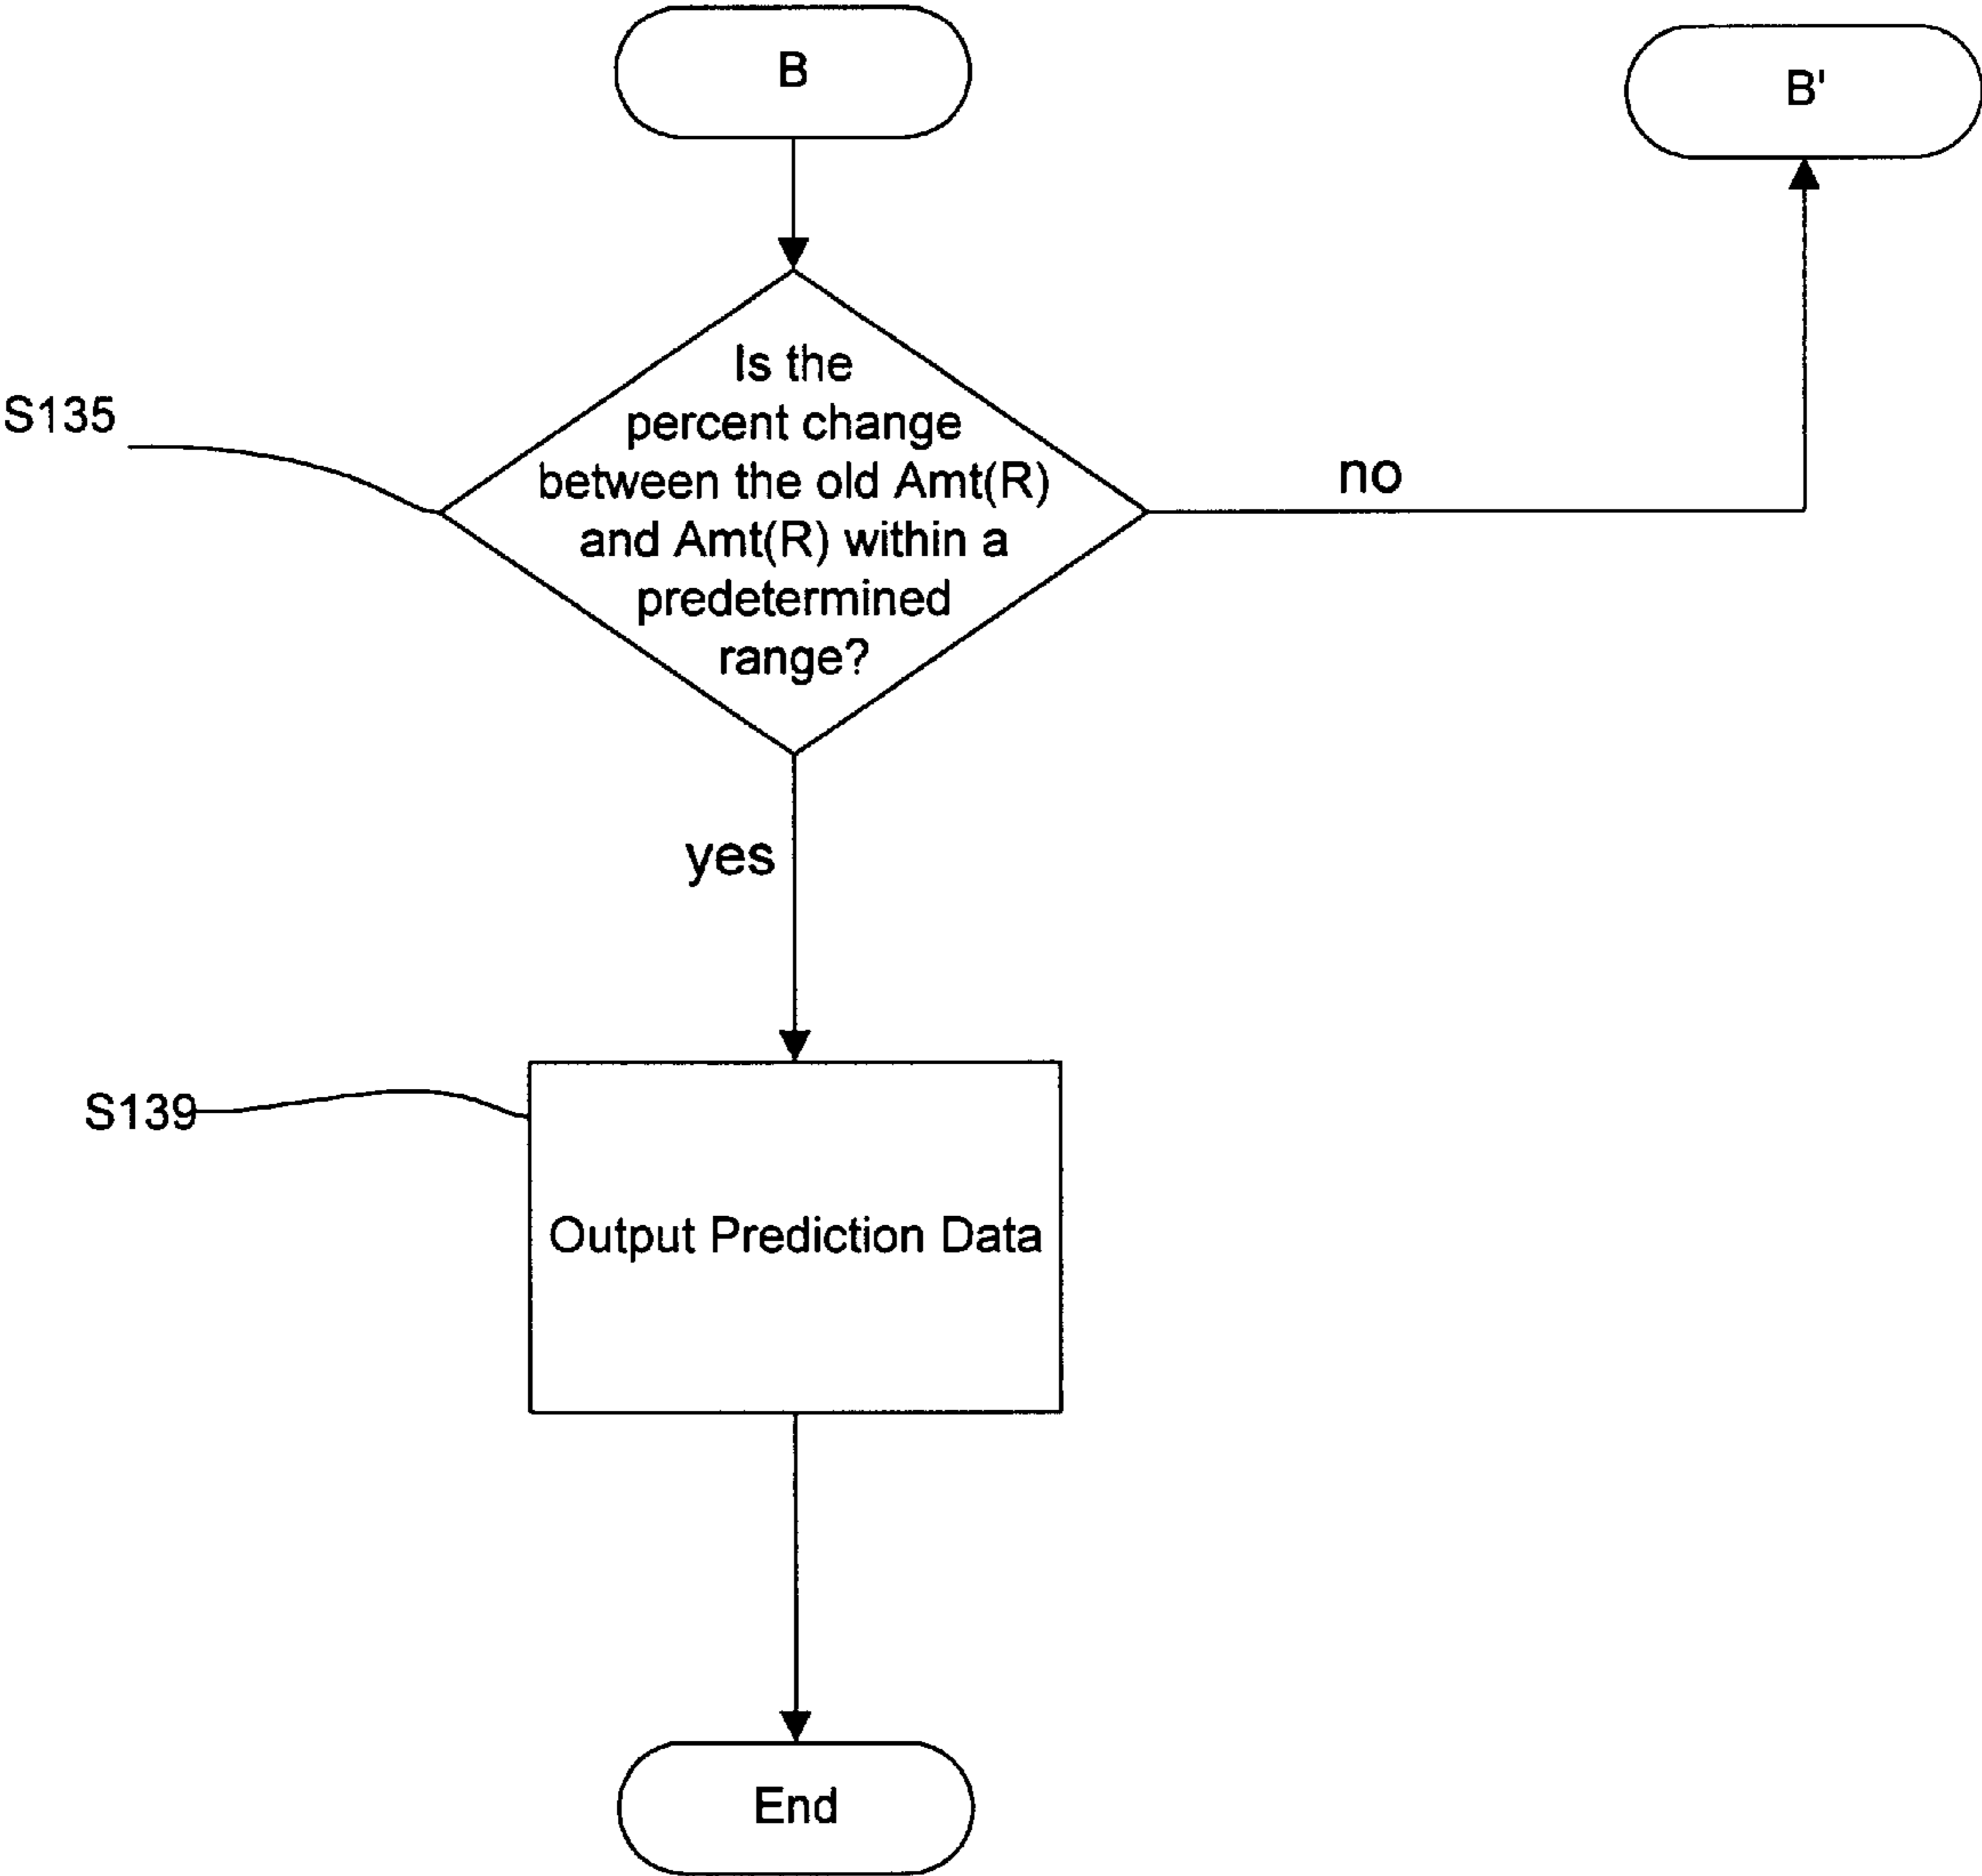 B
B'
Is the
percent change
between the old Amt(R)
and Amt(R) within a
predetermined
range?
S135
no
yes
S139
Output Prediction Data
End